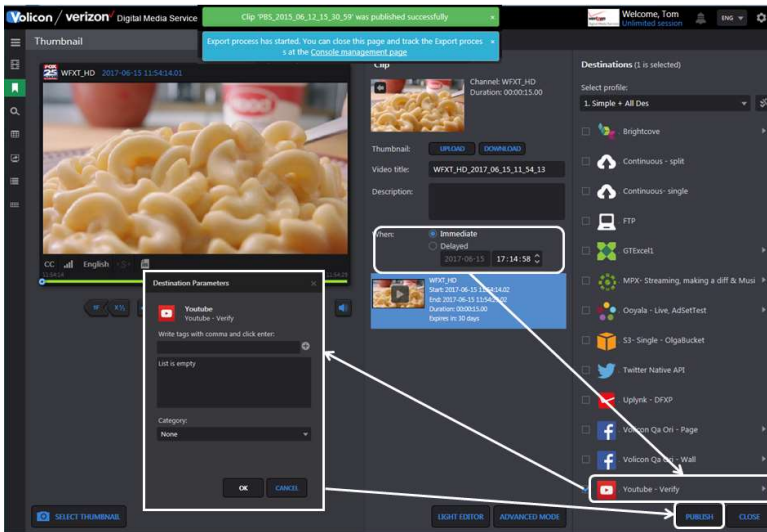 Volicon / verizon✓ Digital Media Service
Clip 'PBS_2015_06_12_15_30_59' was published successfully ×
Welcome, Tom
Unlimited session
ENG
Thumbnail
Export process has started. You can close this page and track the Export proces ×
s at the Console management page
FOX 25 WFXT_HD 2017-06-15 11:54:14.01
CC English
Clip
Channel: WFXT_HD
Duration: 00:00:15.00
Thumbnail: UPLOAD DOWNLOAD
Video title: WFXT_HD_2017_06_15_11_54_13
Description:
When: Immediate
Delayed
2017-06-15 17:14:58
WFXT_HD
Start: 2017-06-15 11:54:14.02
End: 2017-06-15
Duration: 00:00:15.00
Expires in: 30 days
Destination Parameters ×
Youtube
Youtube - Verify
Write tags with comma and click enter:
List is empty
Category:
None
OK CANCEL
SELECT THUMBNAIL
LIGHT EDITOR ADVANCED MODE
Destinations (1 is selected)
Select profile:
1. Simple + All Des
Brightcove
Continuous - split
Continuous- single
FTP
GTExcel1
MPX- Streaming, making a diff & Musi
Ooyala - Live, AdSetTest
S3- Single - OlgaBucket
Twitter Native API
Uplynk - DFXP
Volicon Qa Ori - Page
Volicon Qa Ori - Wall
Youtube - Verify
PUBLISH CLOSE